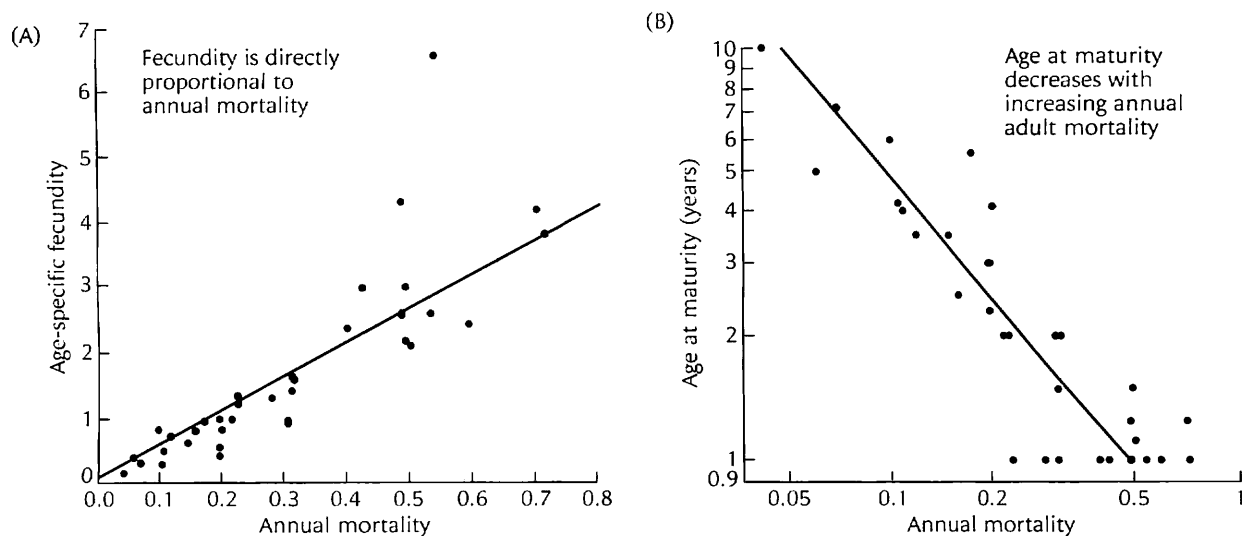 (A)
Fecundity is directly
proportional to
annual mortality
Age-specific fecundity
7
6
5
4
3
2
1
0
0.0 0.1 0.2 0.3 0.4 0.5 0.6 0.7 0.8
Annual mortality
(B)
Age at maturity
decreases with
increasing annual
adult mortality
Age at maturity (years)
10
9
8
7
6
5
4
3
2
1
0.9
0.05 0.1 0.2 0.5 1
Annual mortality